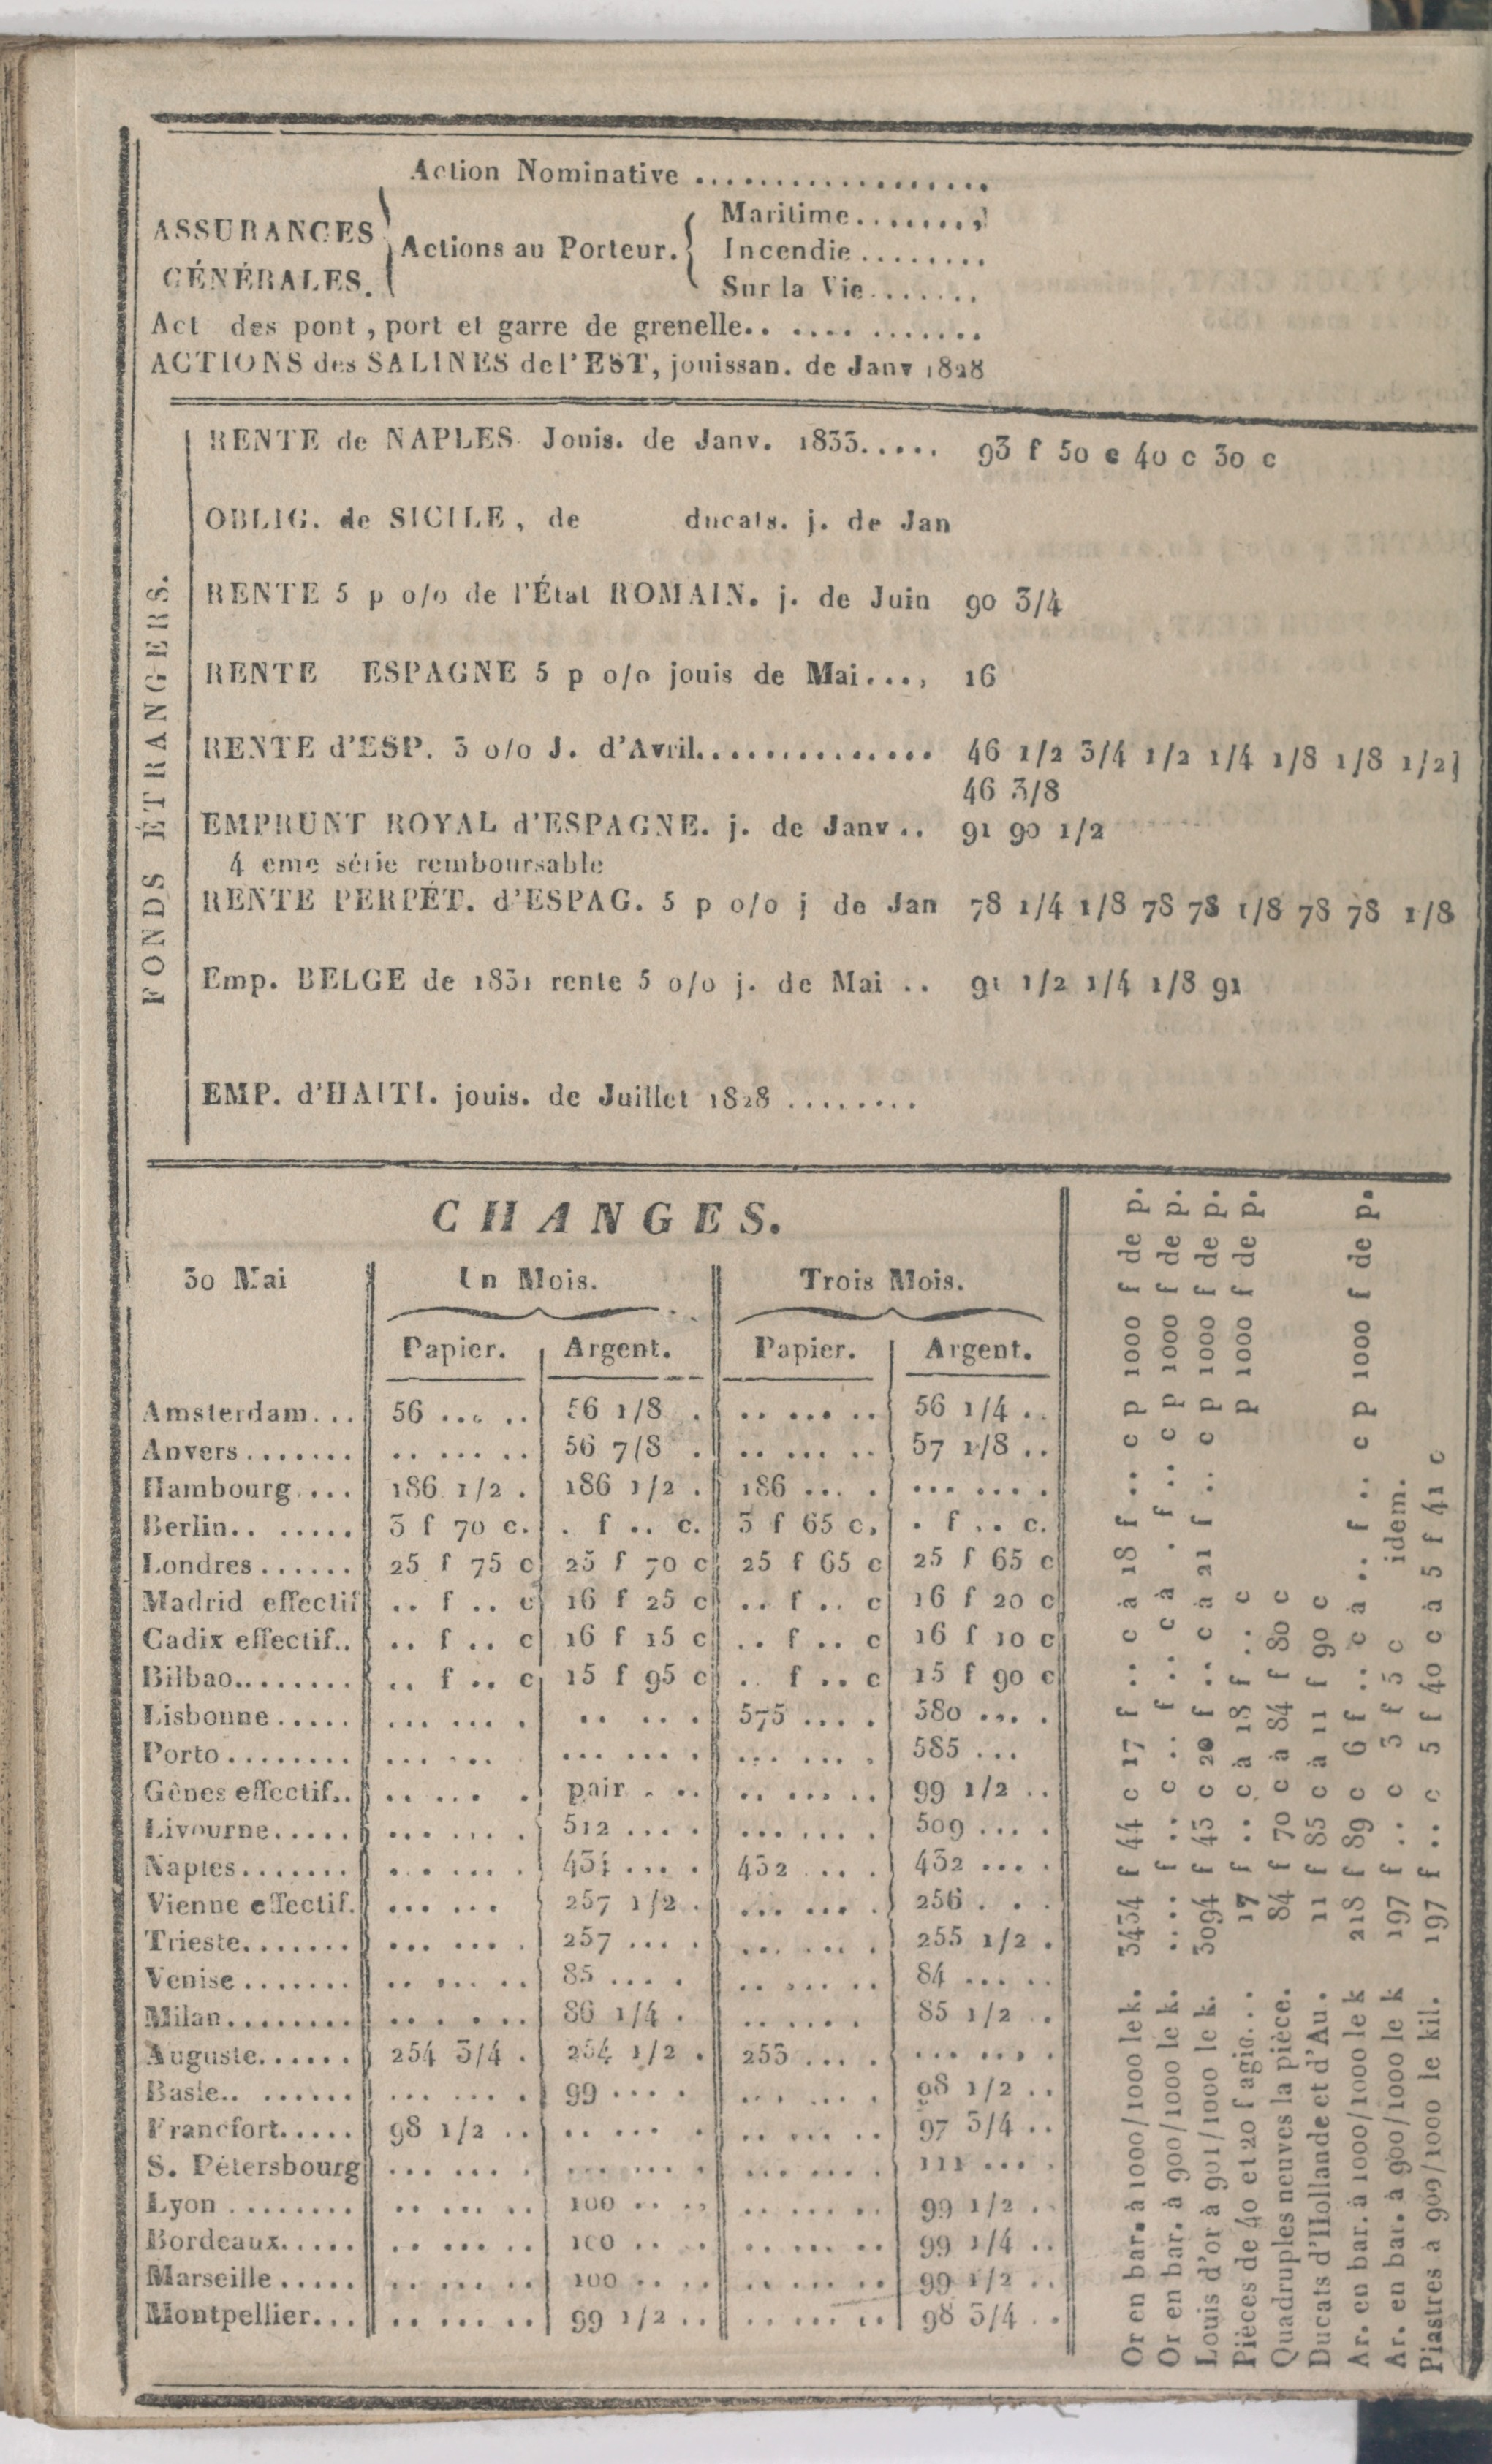 Action Nominative ..................
ASSURANCES GÉNÉRALES.
Actions au Porteur.
Maritime........
Incendie ........
Sur la Vie.......
Act des pont , port et garre de grenelle.. .... .......
ACTIONS des SALINES de l'EST, jouissan. de Janv 1828
FONDS ÉTRANGERS.
RENTE de NAPLES Jouis. de Janv. 1833..... 93 f 50 c 40 c 30 c
OBLIG. de SICILE, de ducats. j. de Jan
RENTE 5 p o/o de l'État ROMAIN. j. de Juin 90 3/4
RENTE ESPAGNE 5 p o/o jouis de Mai..., 16
RENTE d'ESP. 3 o/o J. d'Avril.............. 46 1/2 3/4 1/2 1/4 1/8 1/8 1/2
46 3/8
EMPRUNT ROYAL d'ESPAGNE. j. de Janv .. 91 90 1/2
4 eme série remboursable
RENTE PERPÉT. d'ESPAG. 5 p o/o j de Jan 78 1/4 1/8 78 78 1/8 78 78 1/8
Emp. BELGE de 1831 rente 5 o/o j. de Mai .. 91 1/2 1/4 1/8 91
EMP. d'HAITI. jouis. de Juillet 1828 ........
CHANGES.
30 Mai Un Mois. Trois Mois.
Papier. Argent. Papier. Argent.
Amsterdam... 56 ... .. 56 1/8 . .. ... .. 56 1/4 ..
Anvers ....... .. ... .. 56 7/8 . .. ... .. 57 1/8 ..
Hambourg ... 186 1/2 . 186 1/2 . 186 ... . ... ... .
Berlin.. ..... 3 f 70 c. . f .. c. 3 f 65 c. . f .. c.
Londres ...... 25 f 75 c 25 f 70 c 25 f 65 c 25 f 65 c
Madrid effectif .. f .. c 16 f 25 c .. f .. c 16 f 20 c
Cadix effectif.. .. f .. c 16 f 15 c .. f .. c 16 f 10 c
Bilbao........ .. f .. c 15 f 95 c .. f .. c 15 f 90 c
Lisbonne ..... ... ... . .. .. . 575 .... . 580 ... .
Porto ........ ... ... ... ... . ... ... . 585 ...
Gênes effectif.. .. ... . pair . .. .. ... .. 99 1/2 ..
Livourne..... ... ... . 512 .... . ... ... . 509 .... .
Naples....... .. ... . 434 ... . 432 ... . 432 ... .
Vienne effectif. ... ... 257 1/2 . ... ... . 256 . . .
Trieste....... ... ... . 257 ... . ... ... . 255 1/2 .
Venise ....... .. ... .. 85 .... . .. ... .. 84 ... ..
Milan........ .. . .. 86 1/4 . .. .... . 85 1/2 ..
Auguste...... 254 3/4 . 254 1/2 . 253 ... . ... ... .
Basle.. ...... ... ... . 99 .... . ... ... . 98 1/2 ..
Francfort..... 98 1/2 .. .. ... . .. ... .. 97 3/4 ..
S. Pétersbourg ... ... . ... ... . ... ... . 111 ... .
Lyon ........ .. ... .. 100 .. .. .. ... .. 99 1/2 ..
Bordeaux..... .. ... .. 100 .. . .. ... .. 99 1/4 ..
Marseille ..... .. ... .. 100 .. .. .. ... .. 99 1/2 ..
Montpellier... .. ... .. 99 1/2 .. .. ... .. 98 3/4 ..
Or en bar. à 1000/1000 le k. 3434 f 44 c 17 f .. c à 18 f .. c p 1000 f de p.
Or en bar. à 900/1000 le k. .... f .. c .. f .. c à . f .. c p 1000 f de p.
Louis d'or à 901/1000 le k. 3094 f 43 c 20 f .. c à 21 f .. c p 1000 f de p.
Pièces de 40 et 20 f agio... 17 f .. c à 18 f .. c p 1000 f de p.
Quadruples neuves la pièce. 84 f 70 c à 84 f 80 c
Ducats d'Hollande et d'Au. 11 f 85 c à 11 f 90 c
Ar. en bar. à 1000/1000 le k 218 f 89 c 6 f .. c à .. f .. c p 1000 f de p.
Ar. en bar. à 900/1000 le k 197 f .. c 3 f 5 c idem.
Piastres à 900/1000 le kil. 197 f .. c 5 f 40 c à 5 f 41 c